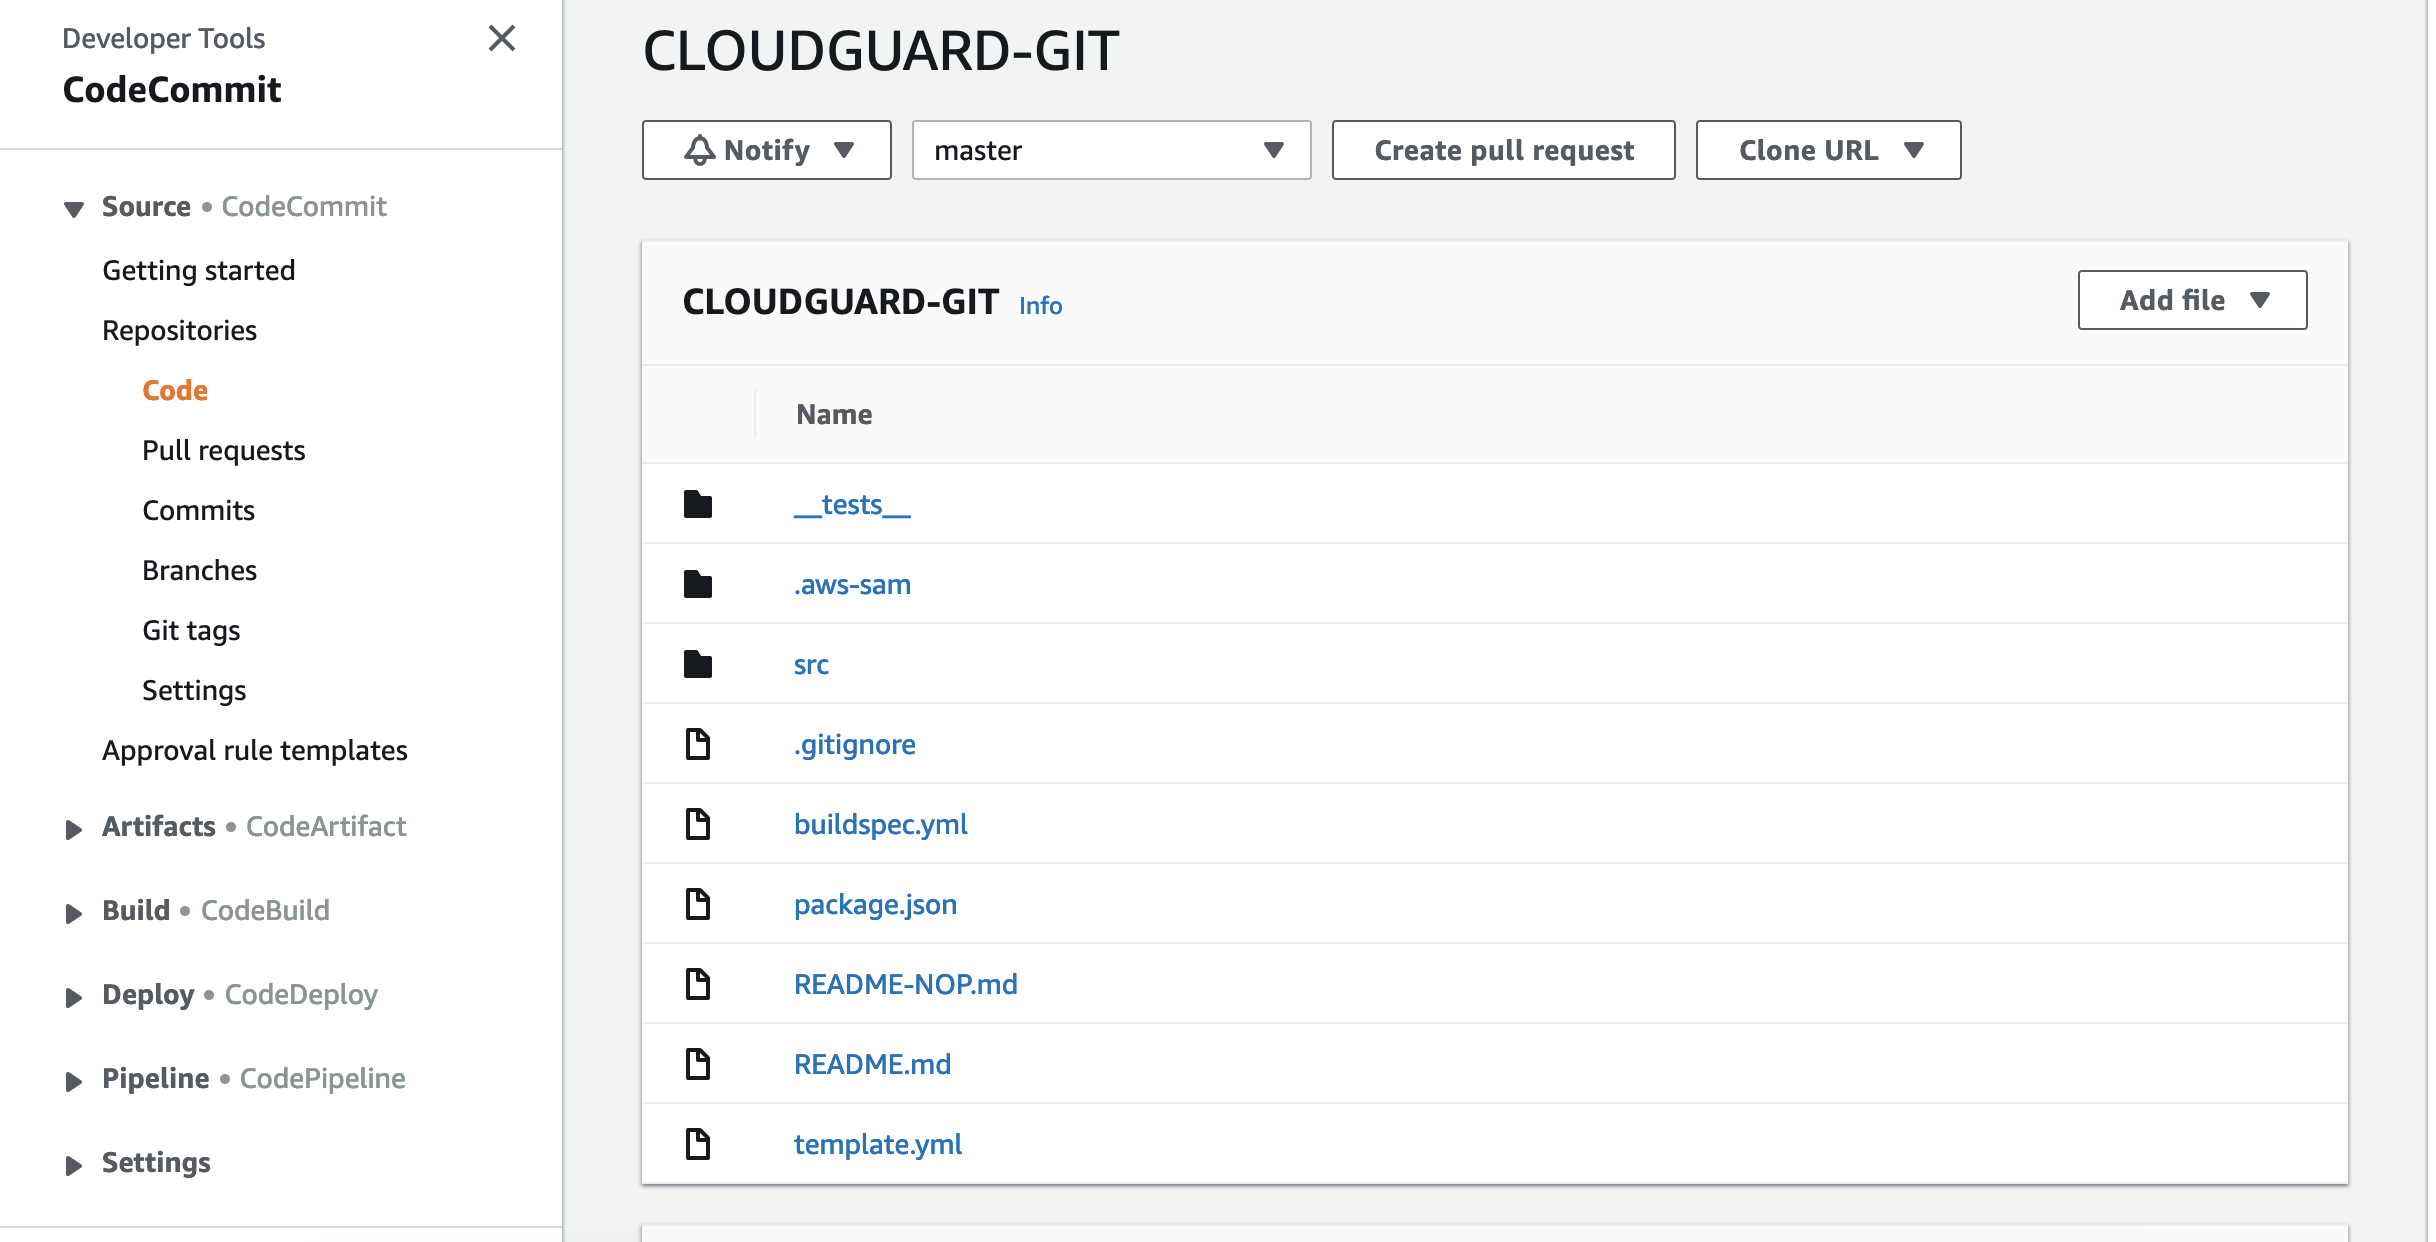 Developer Tools
CodeCommit
Source • CodeCommit
Getting started
Repositories
Code
Pull requests
Commits
Branches
Git tags
Settings
Approval rule templates
Artifacts • CodeArtifact
Build • CodeBuild
Deploy • CodeDeploy
Pipeline • CodePipeline
Settings
CLOUDGUARD-GIT
Notify master Create pull request Clone URL
CLOUDGUARD-GIT Info Add file
Name
__tests__
.aws-sam
src
.gitignore
buildspec.yml
package.json
README-NOP.md
README.md
template.yml